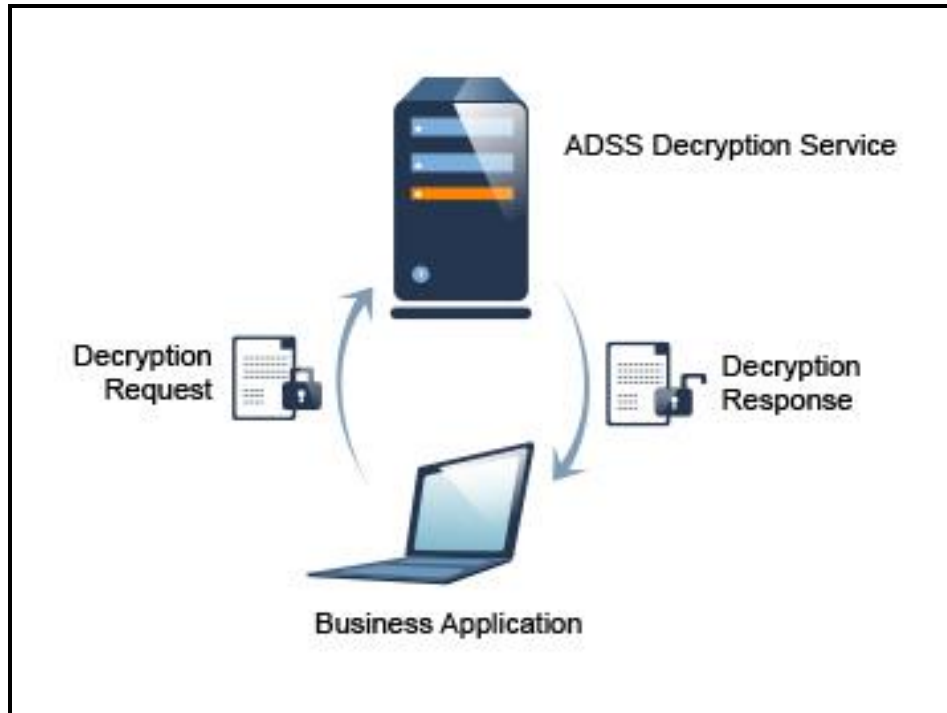 ADSS Decryption Service
Decryption
Request
Decryption
Response
Business Application